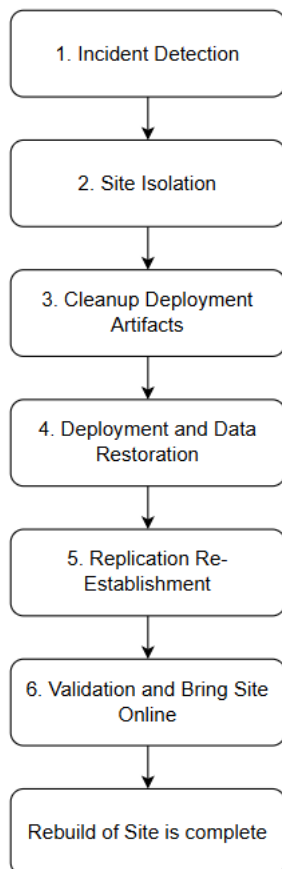 1. Incident Detection
2. Site Isolation
3. Cleanup Deployment
Artifacts
4. Deployment and Data
Restoration
5. Replication Re-
Establishment
6. Validation and Bring Site
Online
Rebuild of Site is complete